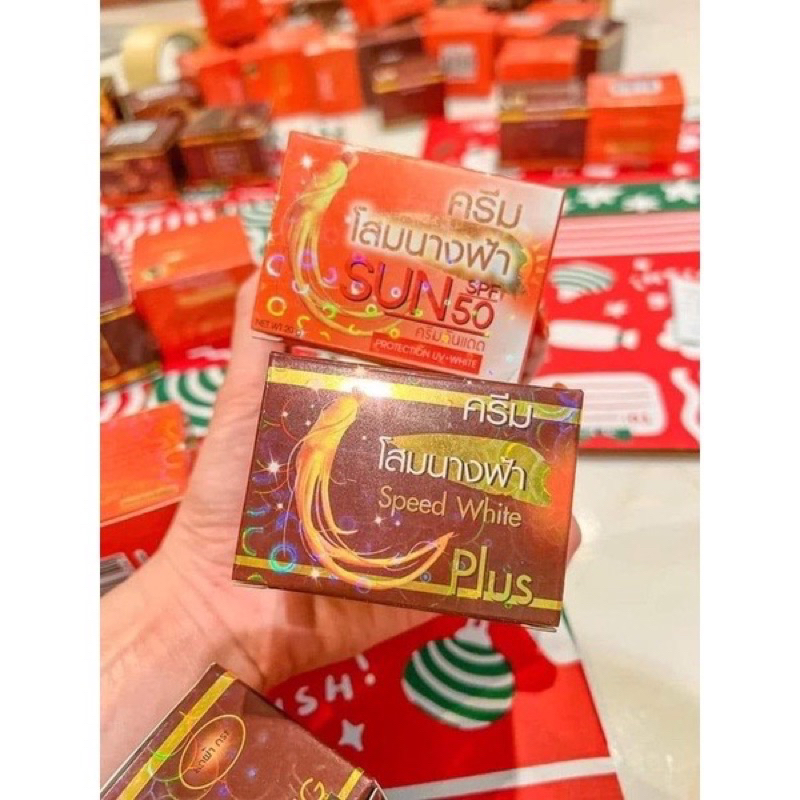 ครีม
โสมนางฟ้า
SUN SPF 50
ครีมกันแดด
PROTECTION UV+WHITE
NET WT. 20
ครีม
โสมนางฟ้า
Speed White
Plus
SH!